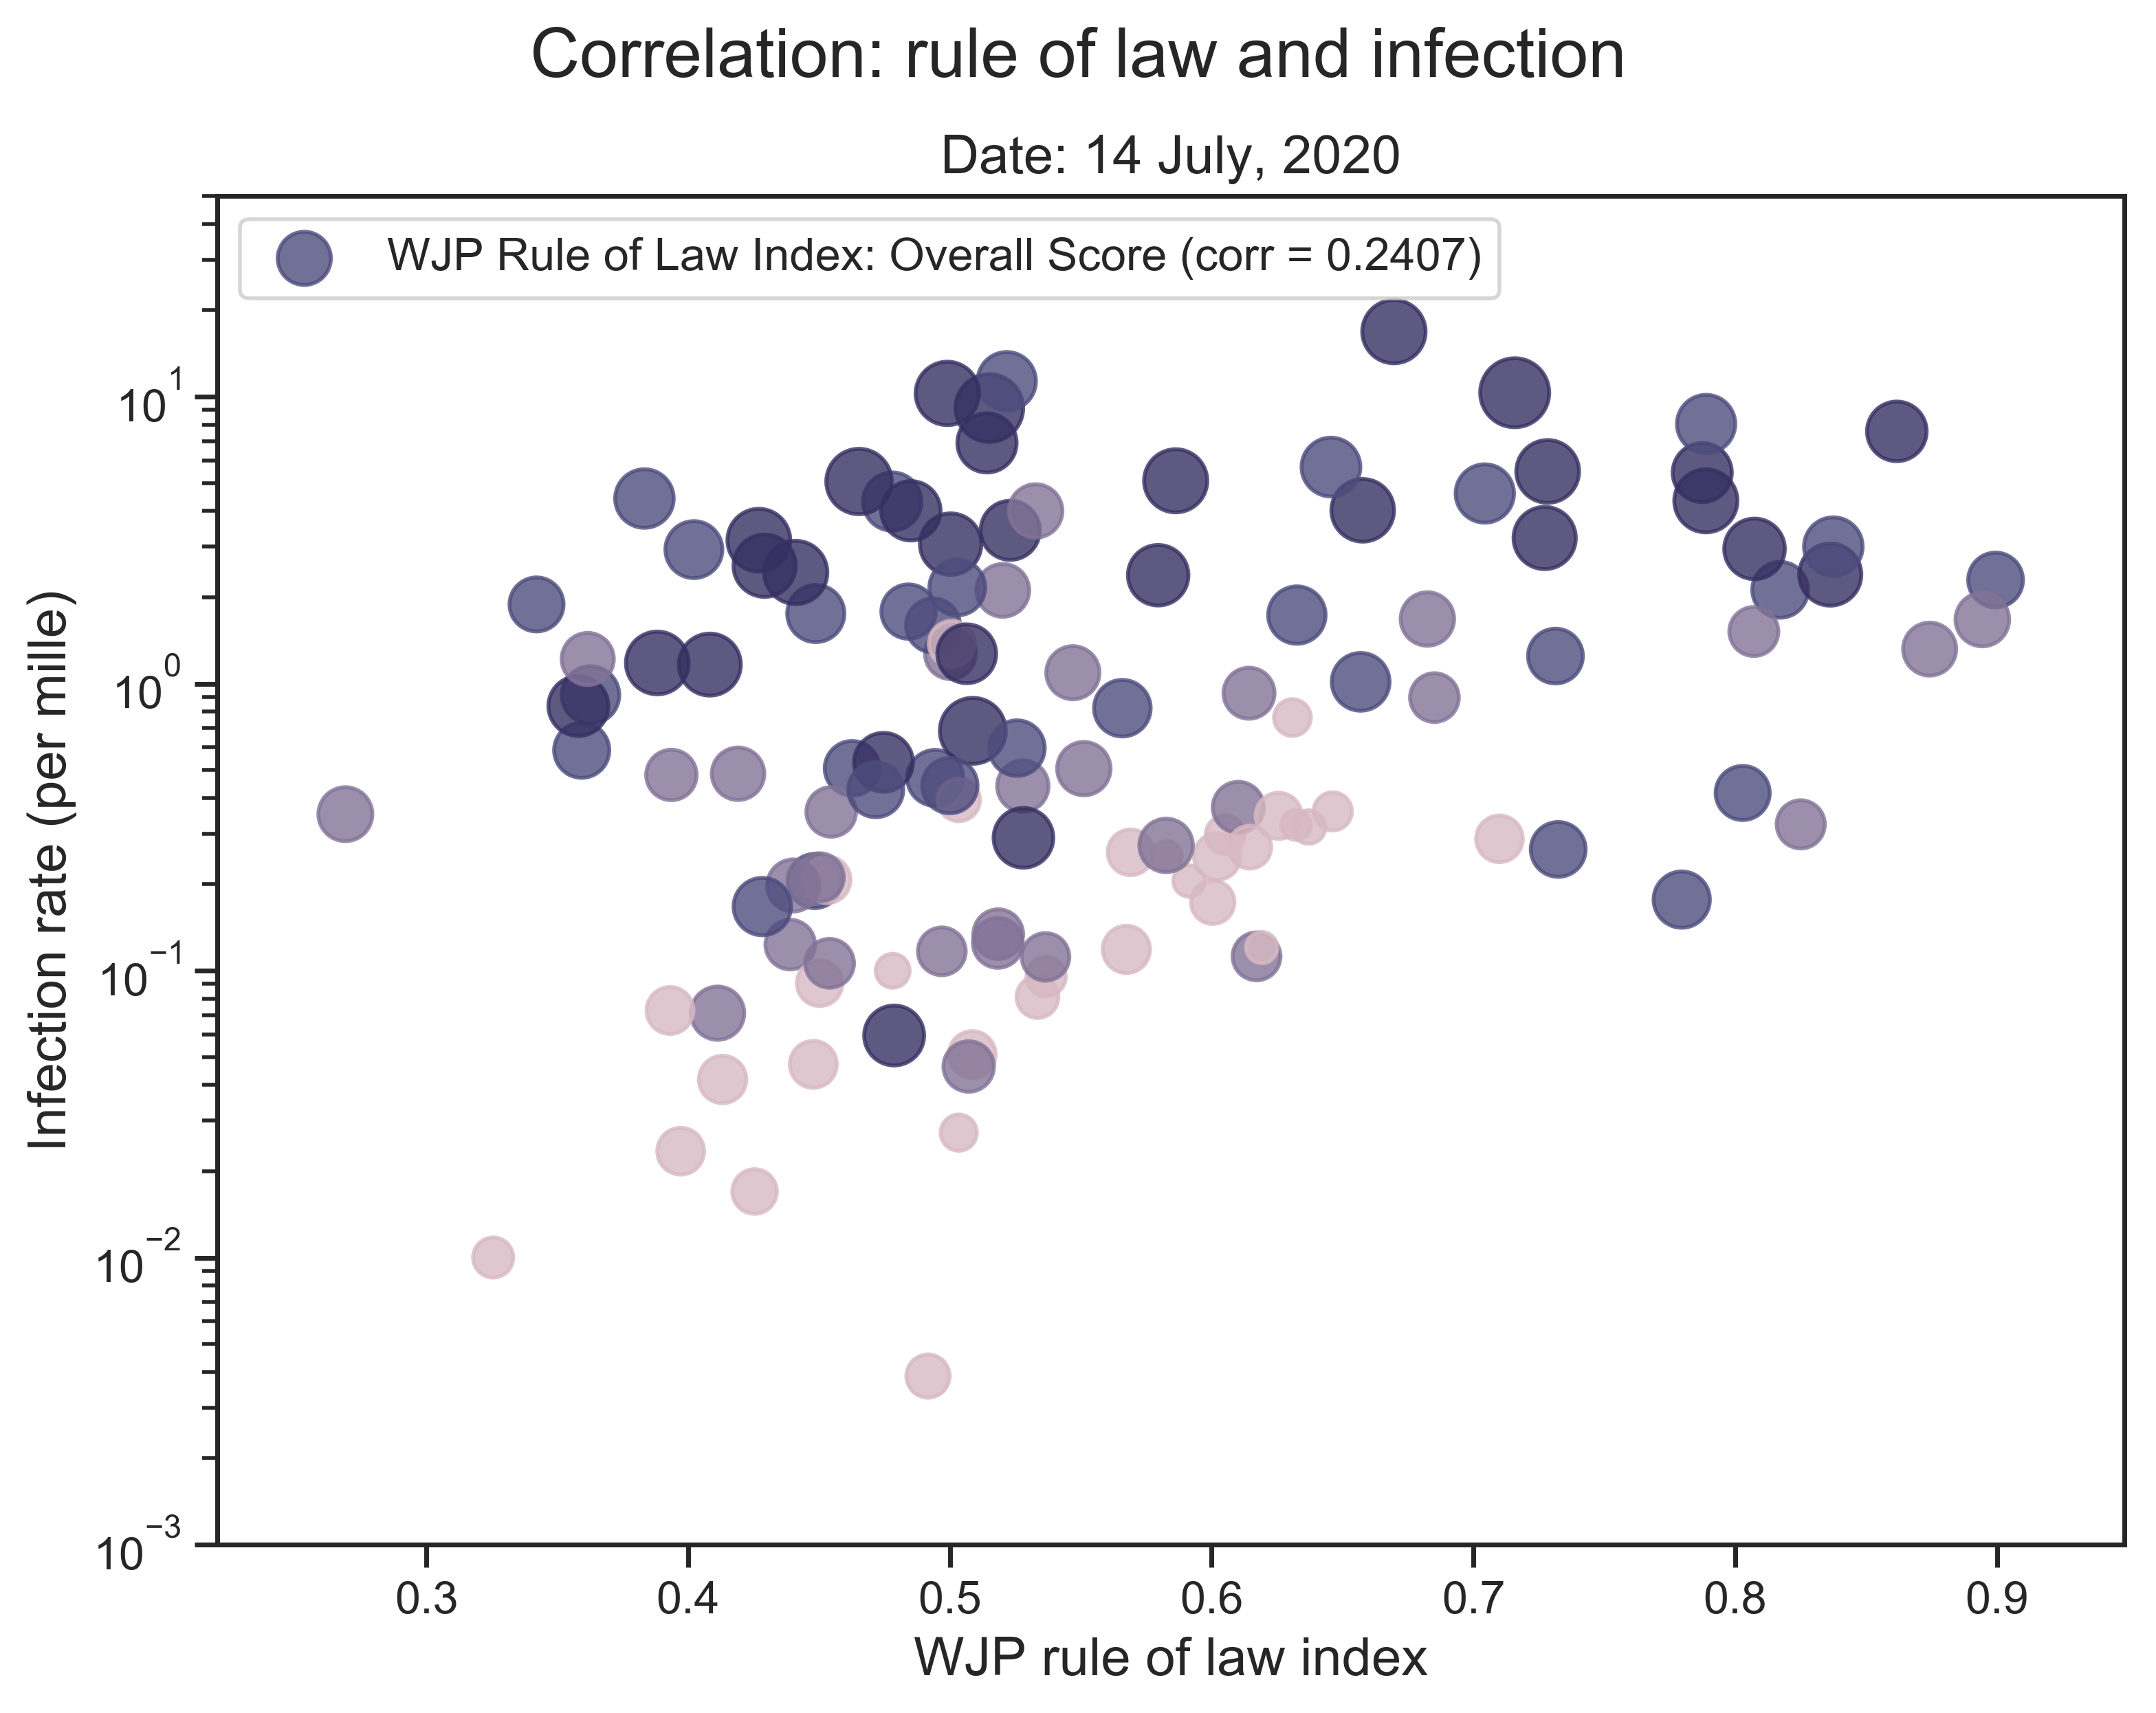 Correlation: rule of law and infection
Date: 14 July, 2020
WJP Rule of Law Index: Overall Score (corr = 0.2407)
Infection rate (per mille)
10^1
10^0
10^−1
10^−2
10^−3
0.3 0.4 0.5 0.6 0.7 0.8 0.9
WJP rule of law index